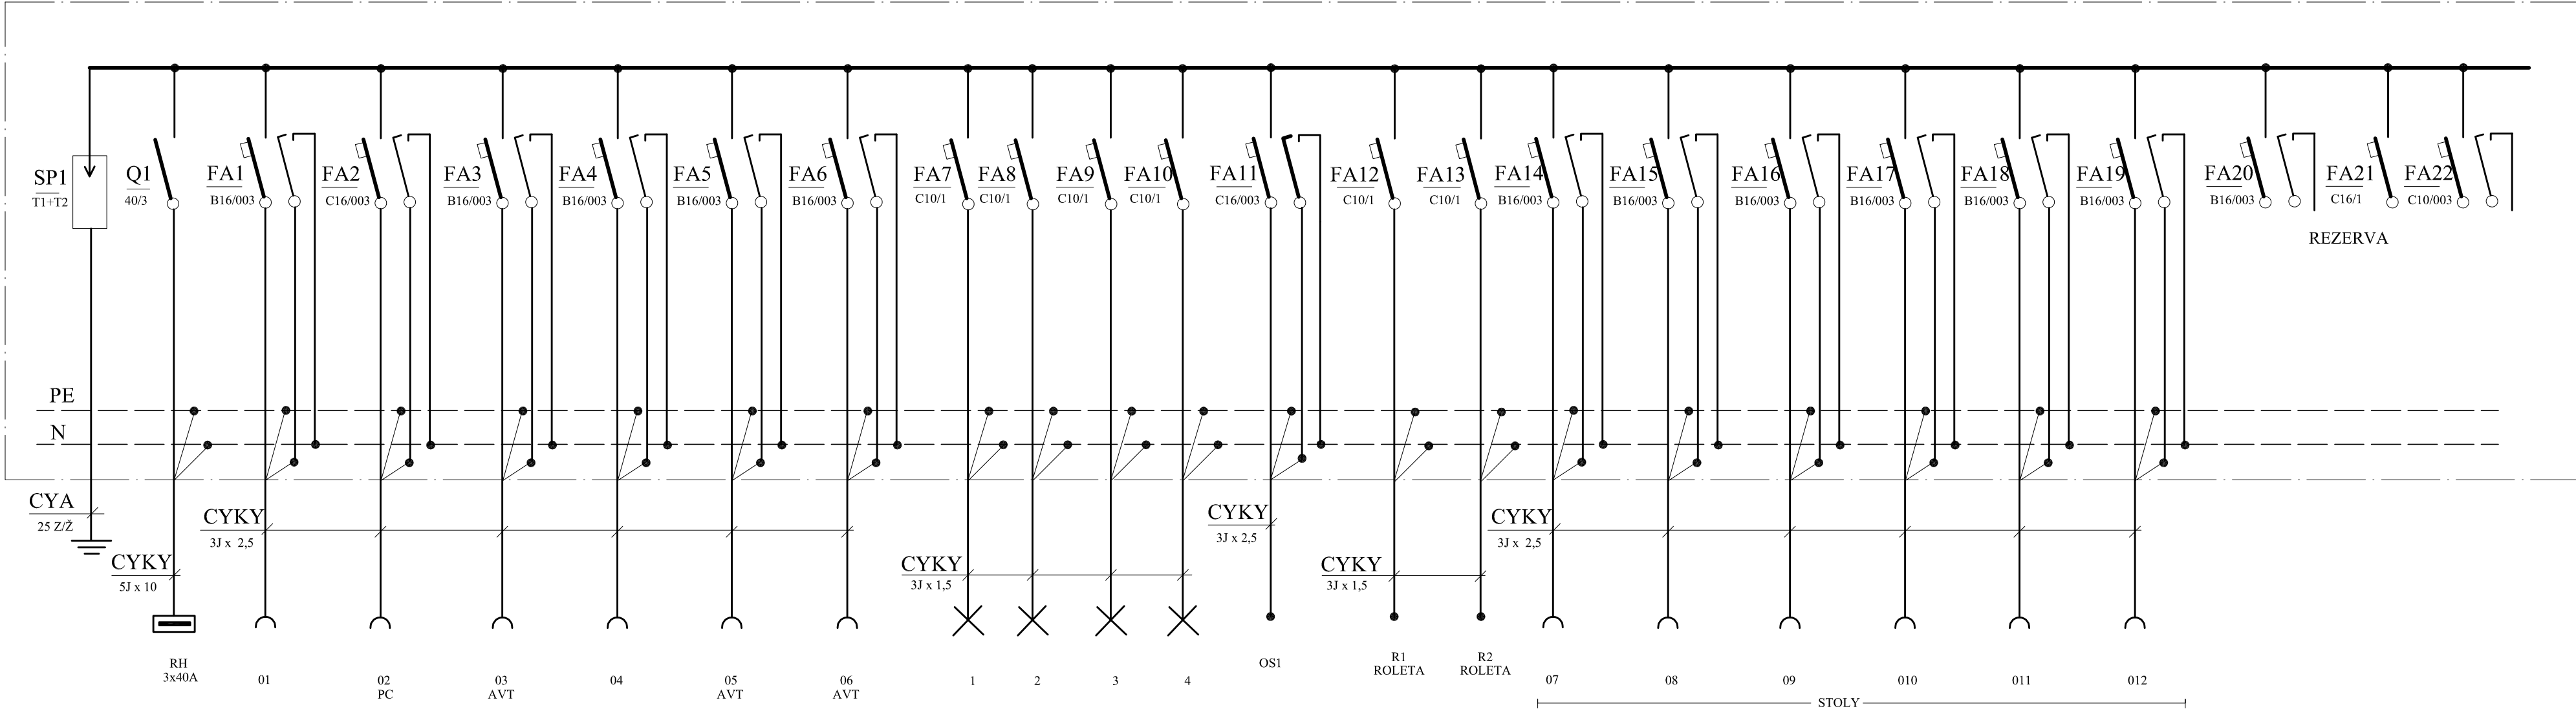 SP1
T1+T2
Q1
40/3
FA1
B16/003
FA2
C16/003
FA3
B16/003
FA4
B16/003
FA5
B16/003
FA6
B16/003
FA7
C10/1
FA8
C10/1
FA9
C10/1
FA10
C10/1
FA11
C16/003
FA12
C10/1
FA13
C10/1
FA14
B16/003
FA15
B16/003
FA16
B16/003
FA17
B16/003
FA18
B16/003
FA19
B16/003
FA20
B16/003
FA21
C16/1
FA22
C10/003
REZERVA
PE
N
CYA
25 Z/Ž
CYKY
5J x 10
CYKY
3J x 2,5
CYKY
3J x 1,5
CYKY
3J x 2,5
CYKY
3J x 1,5
CYKY
3J x 2,5
RH
3x40A
01
02
PC
03
AVT
04
05
AVT
06
AVT
1
2
3
4
OS1
R1
ROLETA
R2
ROLETA
07
08
09
010
011
012
STOLY